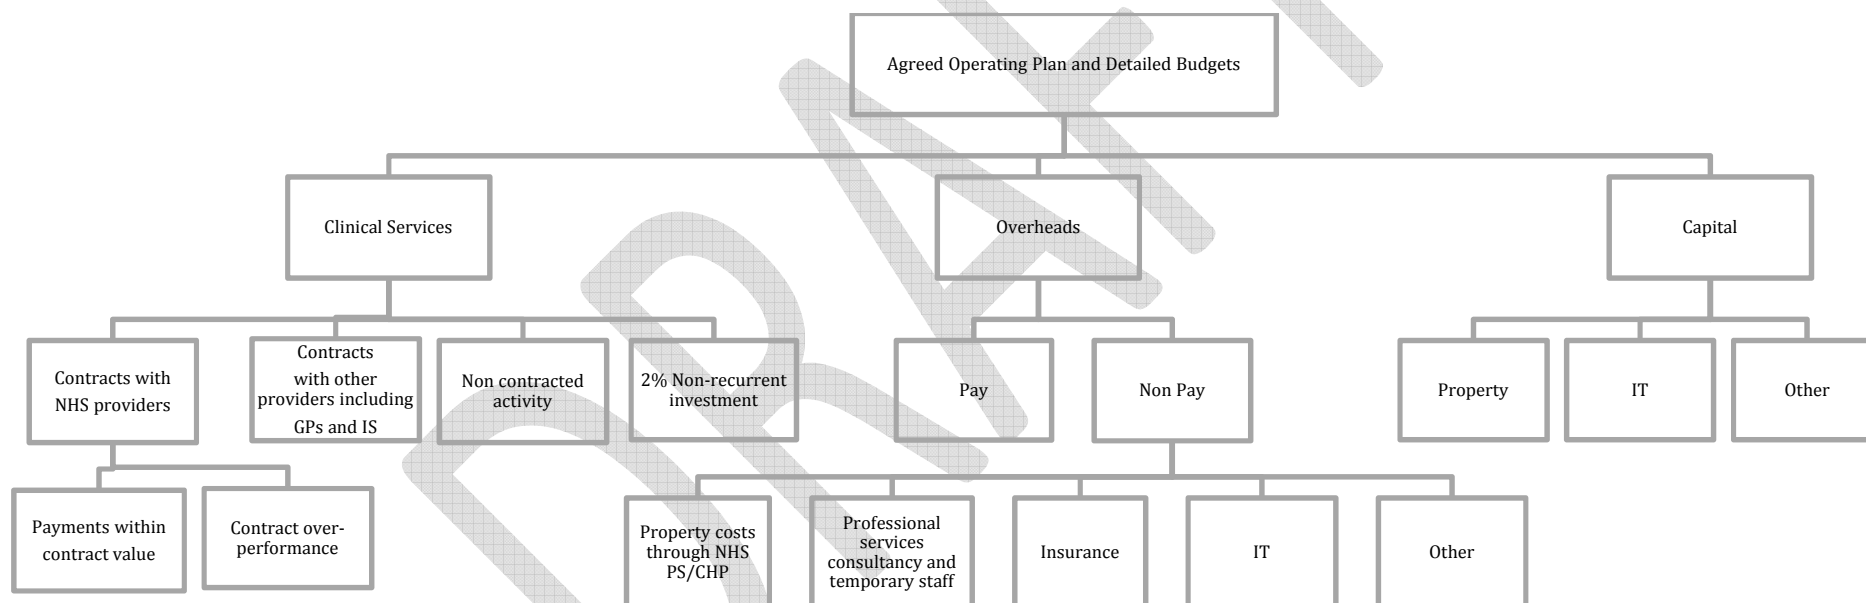 Agreed Operating Plan and Detailed Budgets
Clinical Services
Overheads
Capital
Contracts with
NHS providers
Contracts
with other
providers including
GPs and IS
Non contracted
activity
2% Non-recurrent
investment
Pay
Non Pay
Property
IT
Other
Payments within
contract value
Contract over-
performance
Property costs
through NHS
PS/CHP
Professional
services
consultancy and
temporary staff
Insurance
IT
Other
DRAFT